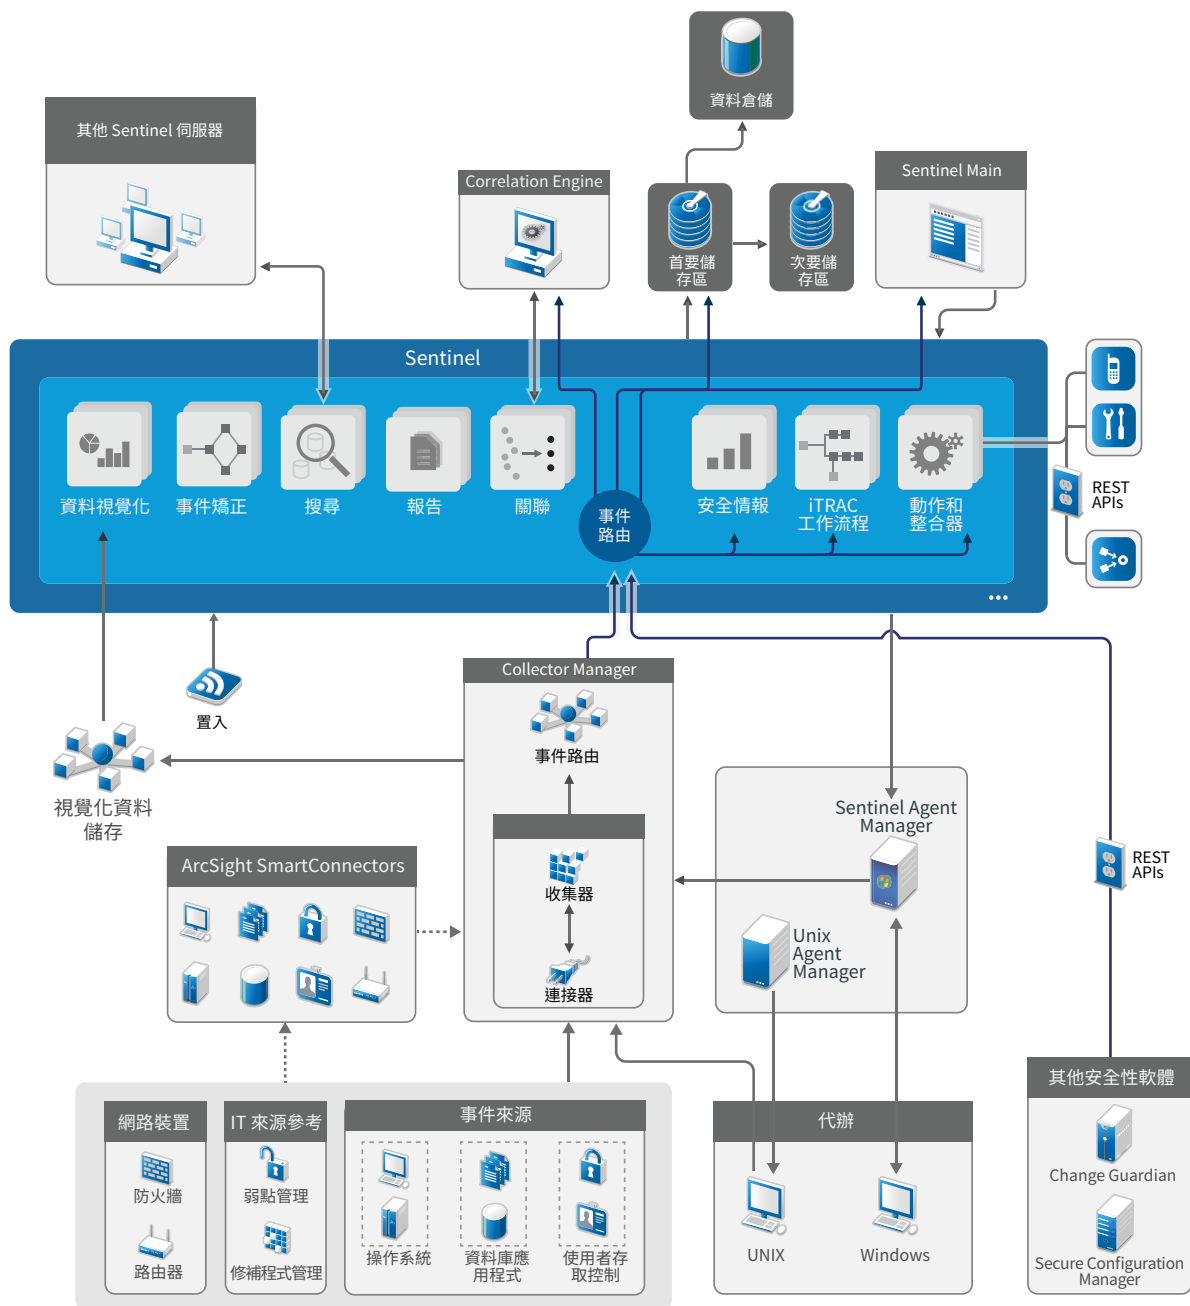 資料倉儲
其他 Sentinel 伺服器
Correlation Engine
首要儲
存區
次要儲
存區
Sentinel Main
Sentinel
資料視覺化
事件矯正
搜尋
報告
關聯
事件
路由
安全情報
iTRAC
工作流程
動作和
整合器
REST
APIs
置入
視覺化資料
儲存
Collector Manager
事件路由
收集器
連接器
ArcSight SmartConnectors
Sentinel Agent
Manager
Unix
Agent
Manager
REST
APIs
網路裝置
防火牆
路由器
IT 來源參考
弱點管理
修補程式管理
事件來源
操作系統
資料庫應
用程式
使用者存
取控制
代辦
UNIX
Windows
其他安全性軟體
Change Guardian
Secure Configuration
Manager